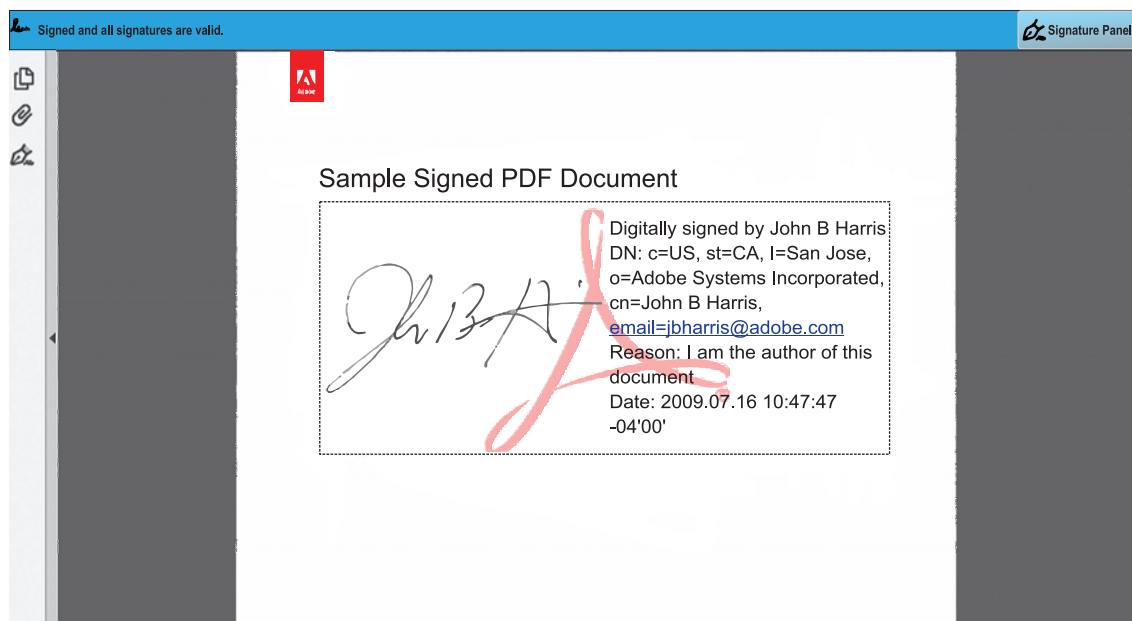 Signed and all signatures are valid.
Signature Panel
Adobe
Sample Signed PDF Document
Digitally signed by John B Harris
DN: c=US, st=CA, l=San Jose,
o=Adobe Systems Incorporated,
cn=John B Harris,
email=jbharris@adobe.com
Reason: I am the author of this
document
Date: 2009.07.16 10:47:47
-04'00'